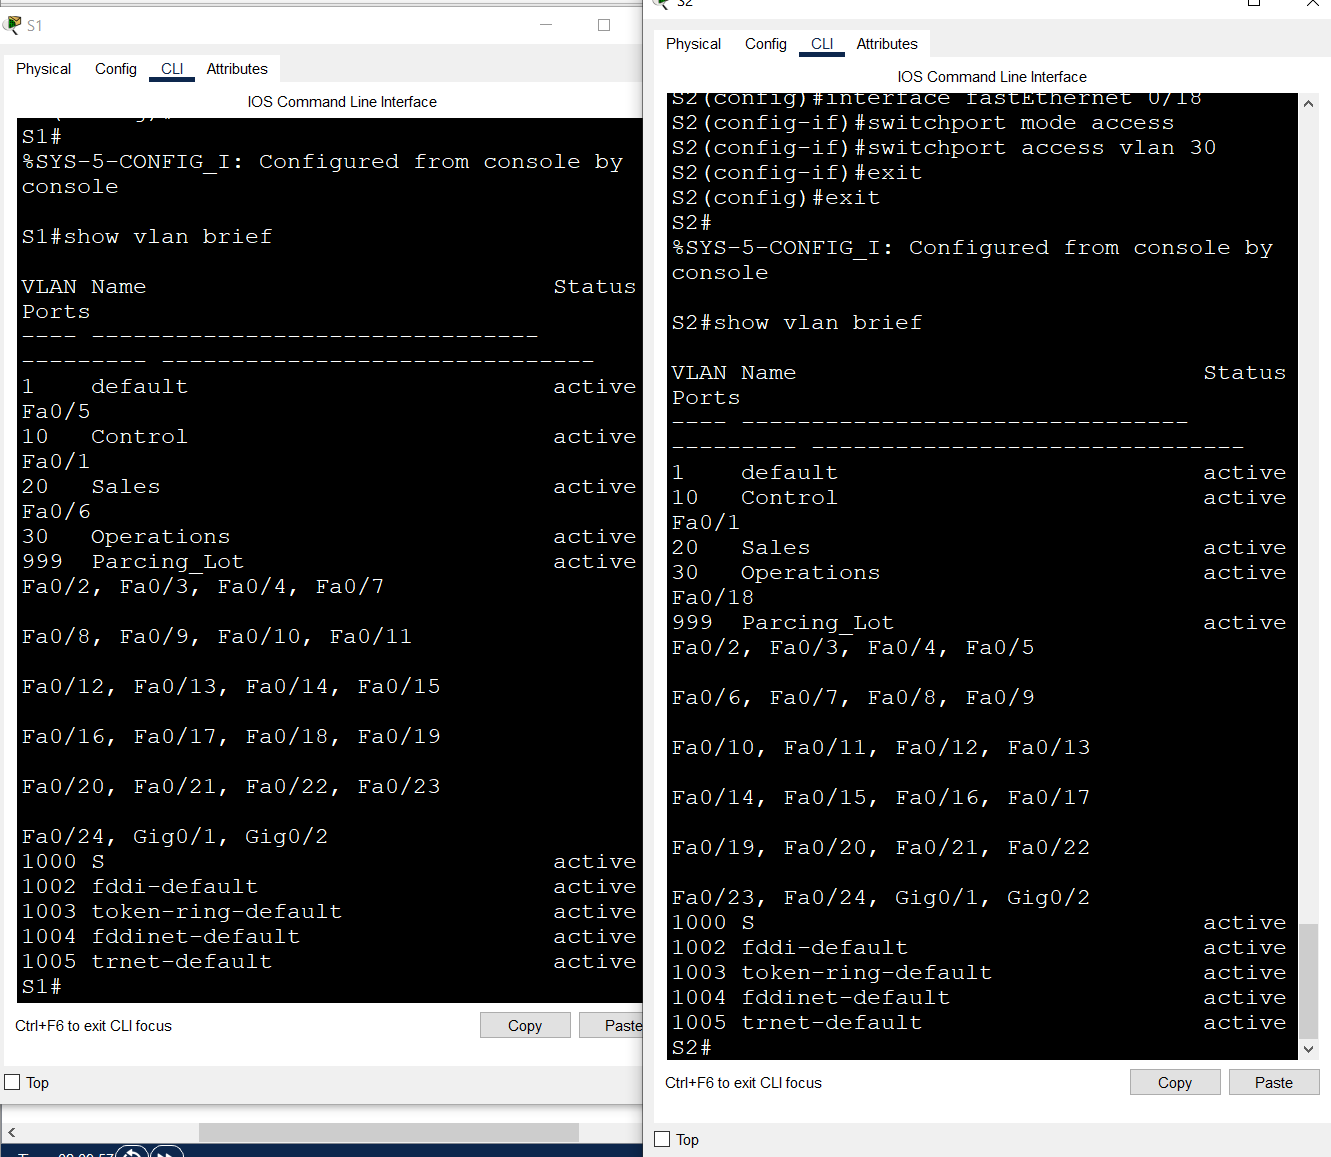 S1
Physical Config CLI Attributes
IOS Command Line Interface
S1#
%SYS-5-CONFIG_I: Configured from console by
console
S1#show vlan brief
VLAN Name Status
Ports
---- --------------------------------
--------- -------------------------------
1 default active
Fa0/5
10 Control active
Fa0/1
20 Sales active
Fa0/6
30 Operations active
999 Parcing_Lot active
Fa0/2, Fa0/3, Fa0/4, Fa0/7
Fa0/8, Fa0/9, Fa0/10, Fa0/11
Fa0/12, Fa0/13, Fa0/14, Fa0/15
Fa0/16, Fa0/17, Fa0/18, Fa0/19
Fa0/20, Fa0/21, Fa0/22, Fa0/23
Fa0/24, Gig0/1, Gig0/2
1000 S active
1002 fddi-default active
1003 token-ring-default active
1004 fddinet-default active
1005 trnet-default active
S1#
Ctrl+F6 to exit CLI focus
Copy Paste
Top
S2
Physical Config CLI Attributes
IOS Command Line Interface
S2(config)#interface fastEthernet 0/18
S2(config-if)#switchport mode access
S2(config-if)#switchport access vlan 30
S2(config-if)#exit
S2(config)#exit
S2#
%SYS-5-CONFIG_I: Configured from console by
console
S2#show vlan brief
VLAN Name Status
Ports
---- --------------------------------
--------- -------------------------------
1 default active
10 Control active
Fa0/1
20 Sales active
30 Operations active
Fa0/18
999 Parcing_Lot active
Fa0/2, Fa0/3, Fa0/4, Fa0/5
Fa0/6, Fa0/7, Fa0/8, Fa0/9
Fa0/10, Fa0/11, Fa0/12, Fa0/13
Fa0/14, Fa0/15, Fa0/16, Fa0/17
Fa0/19, Fa0/20, Fa0/21, Fa0/22
Fa0/23, Fa0/24, Gig0/1, Gig0/2
1000 S active
1002 fddi-default active
1003 token-ring-default active
1004 fddinet-default active
1005 trnet-default active
S2#
Ctrl+F6 to exit CLI focus
Copy Paste
Top